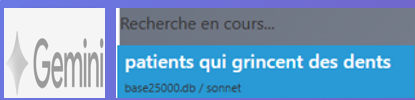 Gemini
Recherche en cours...
patients qui grincent des dents
base25000.db / sonnet